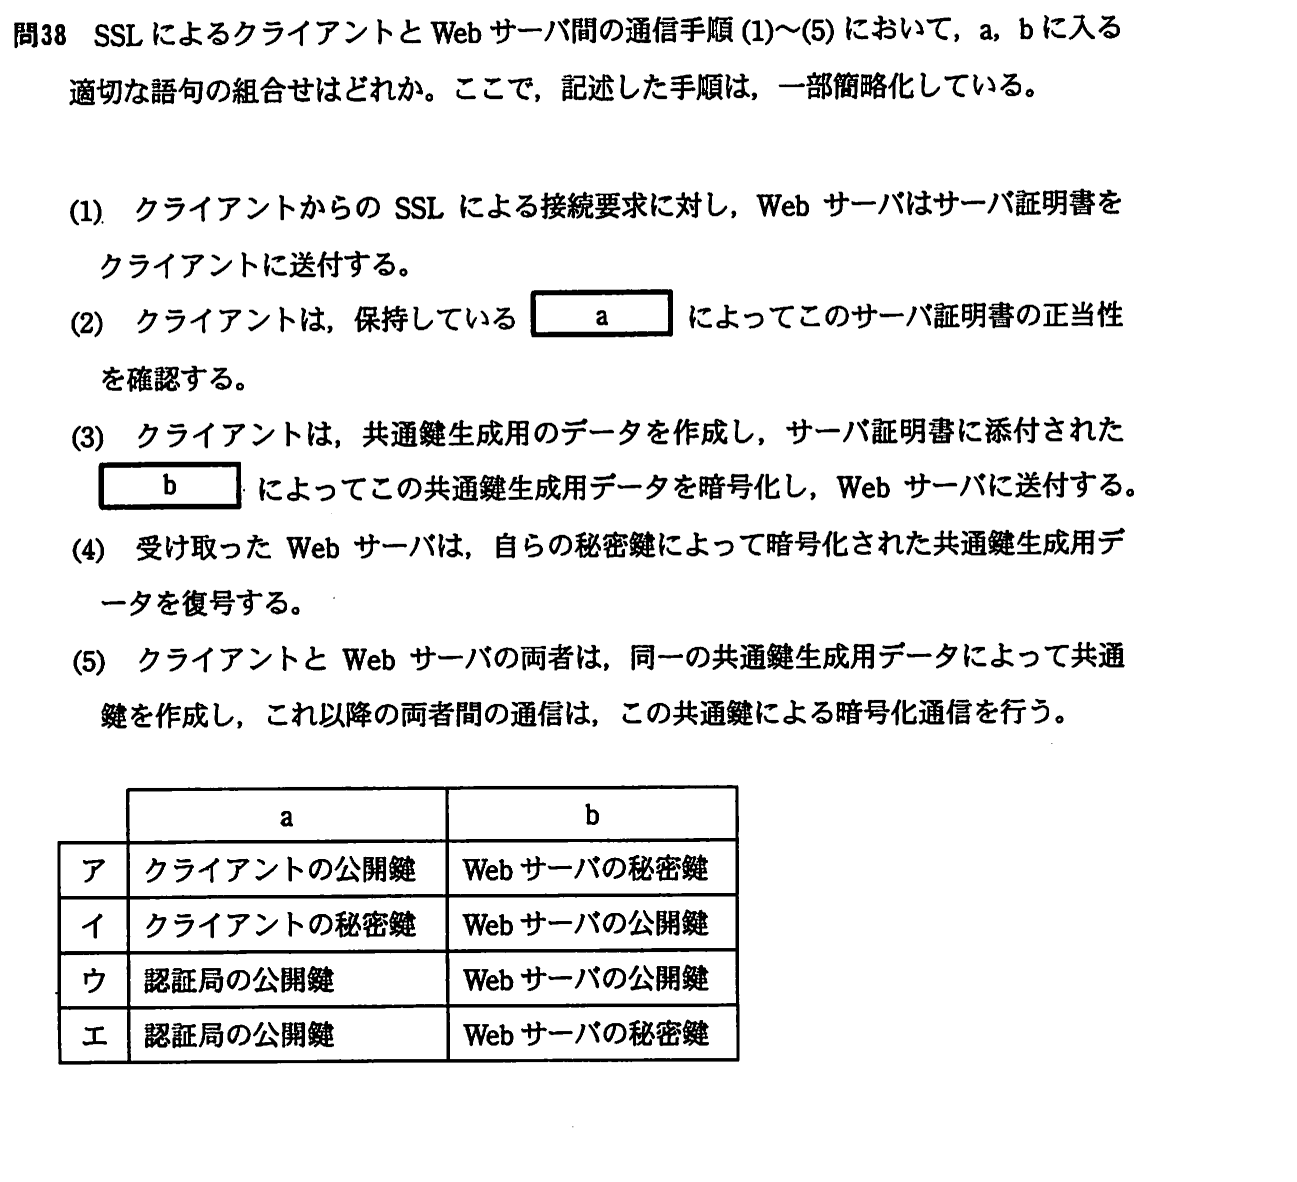 問38 SSLによるクライアントとWebサーバ間の通信手順(1)～(5)において，a，bに入る
適切な語句の組合せはどれか。ここで，記述した手順は，一部簡略化している。
(1) クライアントからの SSL による接続要求に対し，Web サーバはサーバ証明書を
クライアントに送付する。
(2) クライアントは，保持している a によってこのサーバ証明書の正当性
を確認する。
(3) クライアントは，共通鍵生成用のデータを作成し，サーバ証明書に添付された
b によってこの共通鍵生成用データを暗号化し，Web サーバに送付する。
(4) 受け取った Web サーバは，自らの秘密鍵によって暗号化された共通鍵生成用デ
ータを復号する。
(5) クライアントと Web サーバの両者は，同一の共通鍵生成用データによって共通
鍵を作成し，これ以降の両者間の通信は，この共通鍵による暗号化通信を行う。
a b
ア クライアントの公開鍵 Webサーバの秘密鍵
イ クライアントの秘密鍵 Webサーバの公開鍵
ウ 認証局の公開鍵 Webサーバの公開鍵
エ 認証局の公開鍵 Webサーバの秘密鍵